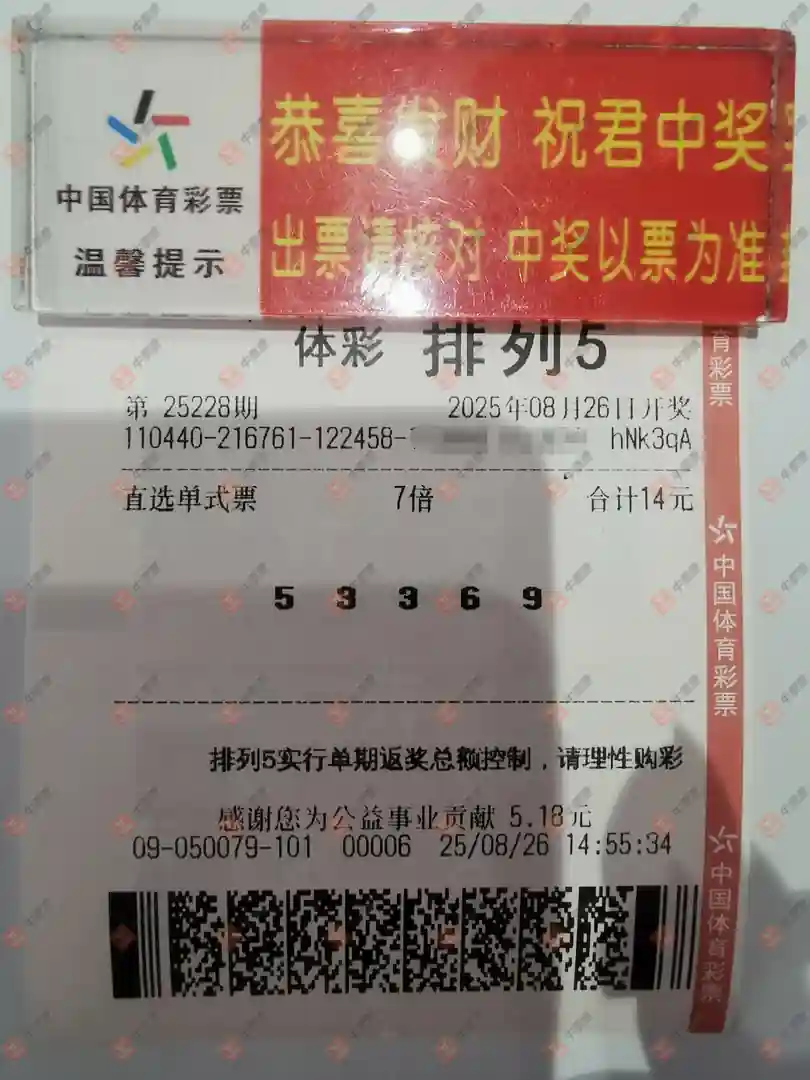 中国体育彩票
温馨提示
恭喜发财 祝君中奖
出票请核对 中奖以票为准
体彩 排列5
第 25228期 2025年08月26日开奖
110440-216761-122458- hNk3qA
直选单式票 7倍 合计14元
5 3 3 6 9
排列5实行单期返奖总额控制，请理性购彩
感谢您为公益事业贡献 5.18元
09-050079-101 00006 25/08/26 14:55:34
育彩票
中国体育彩票
中国体育彩票